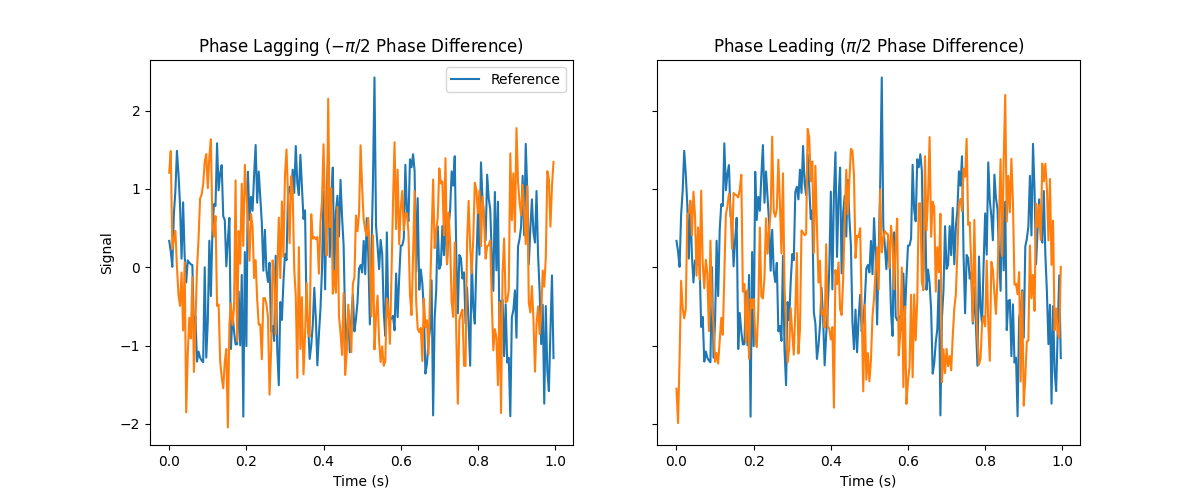 Phase Lagging (−π/2 Phase Difference)
Phase Leading (π/2 Phase Difference)
Reference
Signal
2
1
0
−1
−2
0.0 0.2 0.4 0.6 0.8 1.0
0.0 0.2 0.4 0.6 0.8 1.0
Time (s)
Time (s)